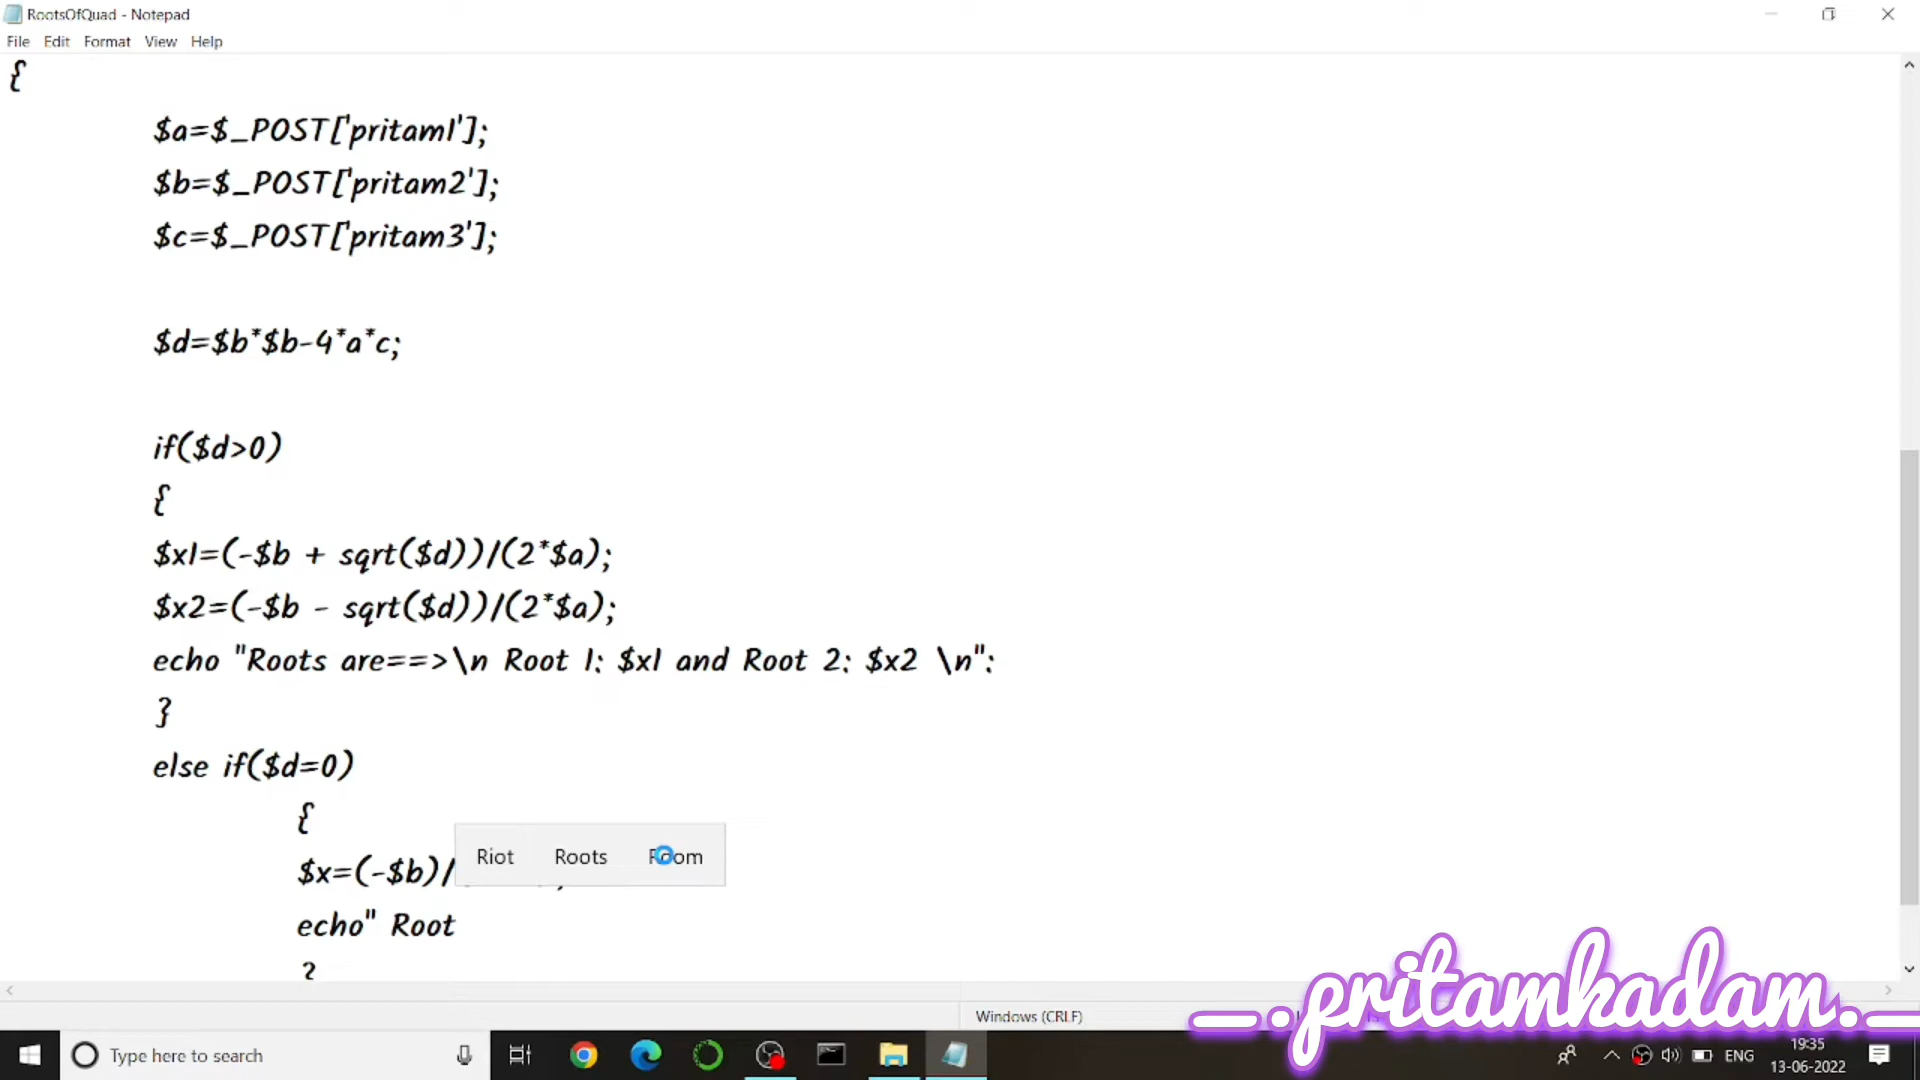 RootsOfQuad - Notepad
File Edit Format View Help
{
$a=$_POST['pritam1'];
$b=$_POST['pritam2'];
$c=$_POST['pritam3'];
$d=$b*$b-4*a*c;
if($d>0)
{
$x1=(-$b + sqrt($d))/(2*$a);
$x2=(-$b - sqrt($d))/(2*$a);
echo "Roots are==>\n Root 1: $x1 and Root 2: $x2 \n":
}
else if($d=0)
{
$x=(-$b)/
Riot Roots Room
echo" Root
Windows (CRLF)
_.pritamkadam._
Type here to search
ENG
19:35
13-06-2022